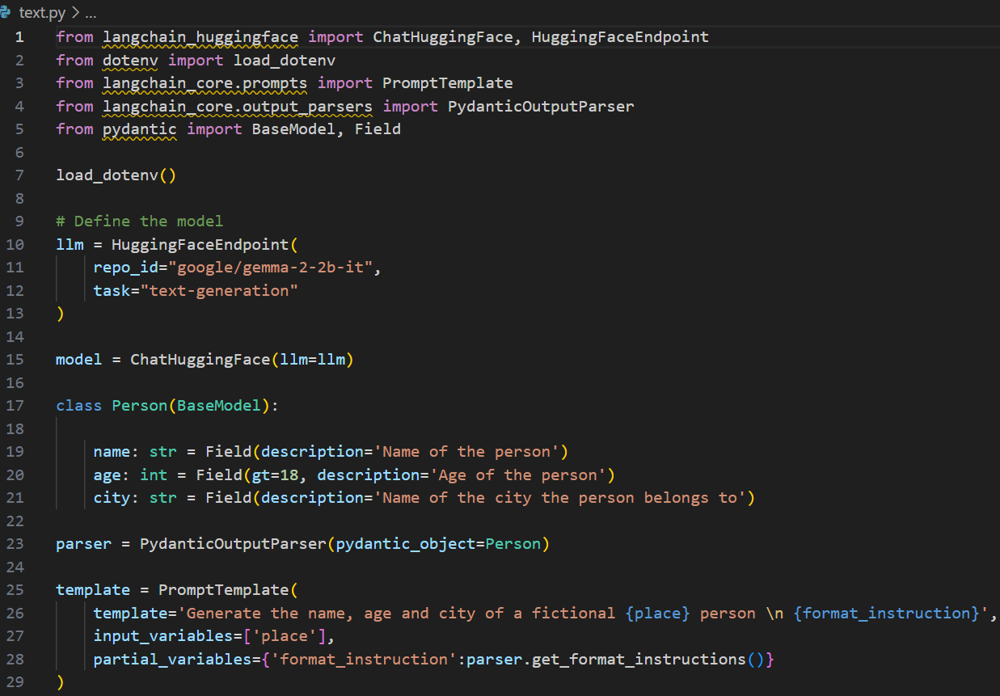 text.py > ...
1 from langchain_huggingface import ChatHuggingFace, HuggingFaceEndpoint
2 from dotenv import load_dotenv
3 from langchain_core.prompts import PromptTemplate
4 from langchain_core.output_parsers import PydanticOutputParser
5 from pydantic import BaseModel, Field
6
7 load_dotenv()
8
9 # Define the model
10 llm = HuggingFaceEndpoint(
11     repo_id="google/gemma-2-2b-it",
12     task="text-generation"
13 )
14
15 model = ChatHuggingFace(llm=llm)
16
17 class Person(BaseModel):
18
19     name: str = Field(description='Name of the person')
20     age: int = Field(gt=18, description='Age of the person')
21     city: str = Field(description='Name of the city the person belongs to')
22
23 parser = PydanticOutputParser(pydantic_object=Person)
24
25 template = PromptTemplate(
26     template='Generate the name, age and city of a fictional {place} person \n {format_instruction}',
27     input_variables=['place'],
28     partial_variables={'format_instruction':parser.get_format_instructions()}
29 )